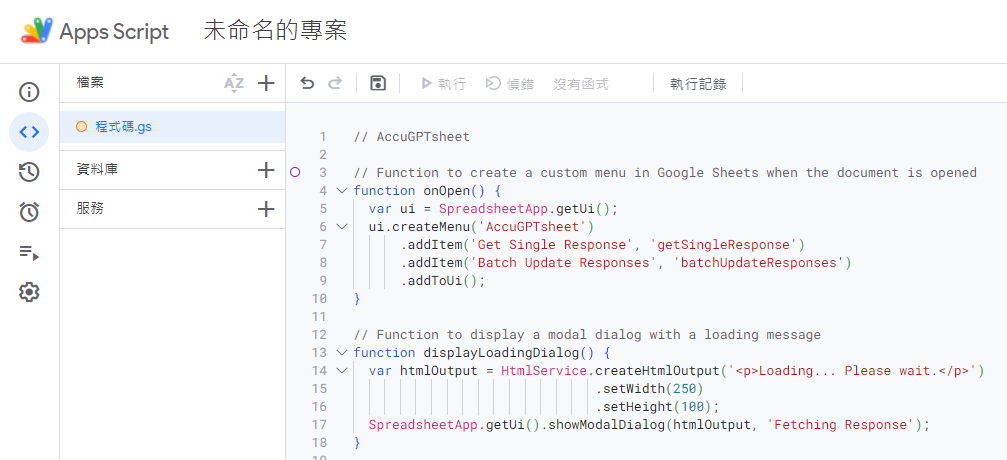 Apps Script 未命名的專案
檔案 AZ
執行 偵錯 沒有函式 執行記錄
程式碼.gs
資料庫
服務
1 // AccuGPTsheet
2
3 // Function to create a custom menu in Google Sheets when the document is opened
4 function onOpen() {
5   var ui = SpreadsheetApp.getUi();
6   ui.createMenu('AccuGPTsheet')
7       .addItem('Get Single Response', 'getSingleResponse')
8       .addItem('Batch Update Responses', 'batchUpdateResponses')
9       .addToUi();
10 }
11
12 // Function to display a modal dialog with a loading message
13 function displayLoadingDialog() {
14   var htmlOutput = HtmlService.createHtmlOutput('<p>Loading... Please wait.</p>')
15                               .setWidth(250)
16                               .setHeight(100);
17   SpreadsheetApp.getUi().showModalDialog(htmlOutput, 'Fetching Response');
18 }